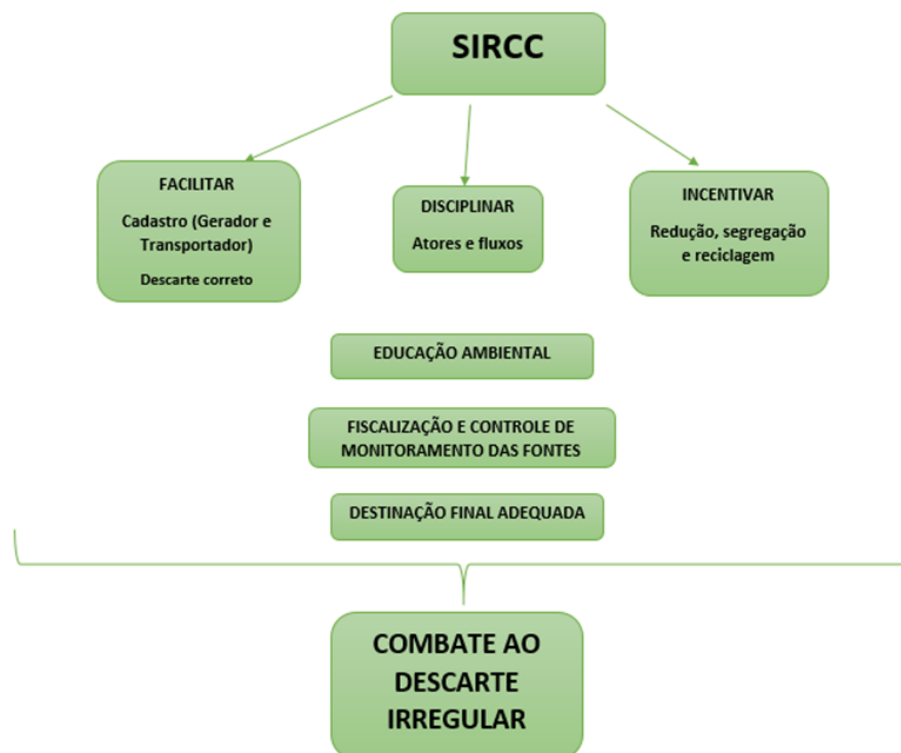 SIRCC
FACILITAR
Cadastro (Gerador e
Transportador)
Descarte correto
DISCIPLINAR
Atores e fluxos
INCENTIVAR
Redução, segregação
e reciclagem
EDUCAÇÃO AMBIENTAL
FISCALIZAÇÃO E CONTROLE DE
MONITORAMENTO DAS FONTES
DESTINAÇÃO FINAL ADEQUADA
COMBATE AO
DESCARTE
IRREGULAR